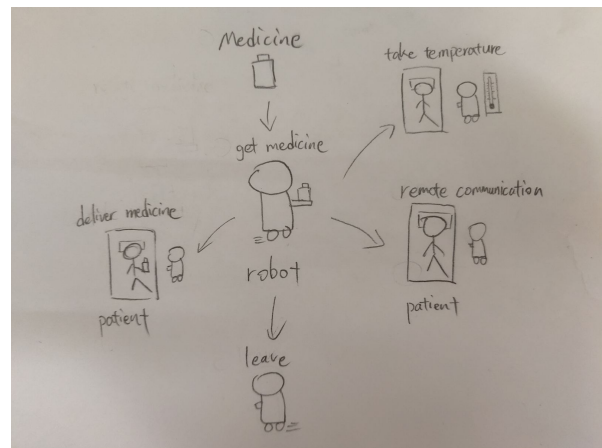 Medicine
take temperature
get medicine
remote communication
deliver medicine
robot
patient
patient
leave